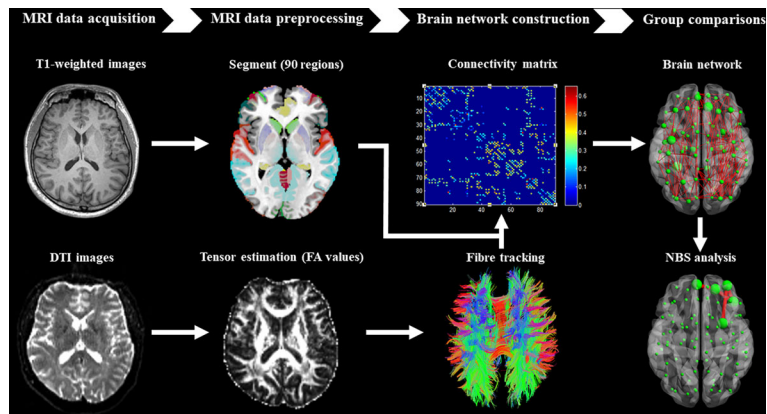 MRI data acquisition
MRI data preprocessing
Brain network construction
Group comparisons
T1-weighted images
Segment (90 regions)
Connectivity matrix
Brain network
10
20
30
40
50
60
70
80
90
0
20
40
60
80
0.6
0.5
0.4
0.3
0.2
0.1
0
DTI images
Tensor estimation (FA values)
Fibre tracking
NBS analysis